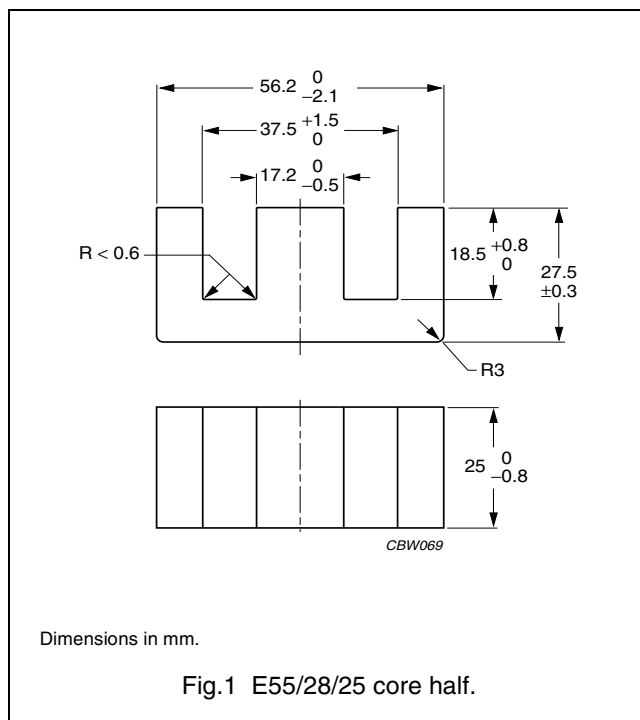 56.2 0
−2.1
37.5 +1.5
0
17.2 0
−0.5
R < 0.6
18.5 +0.8
0
27.5
±0.3
R3
25 0
−0.8
CBW069
Dimensions in mm.
Fig.1 E55/28/25 core half.